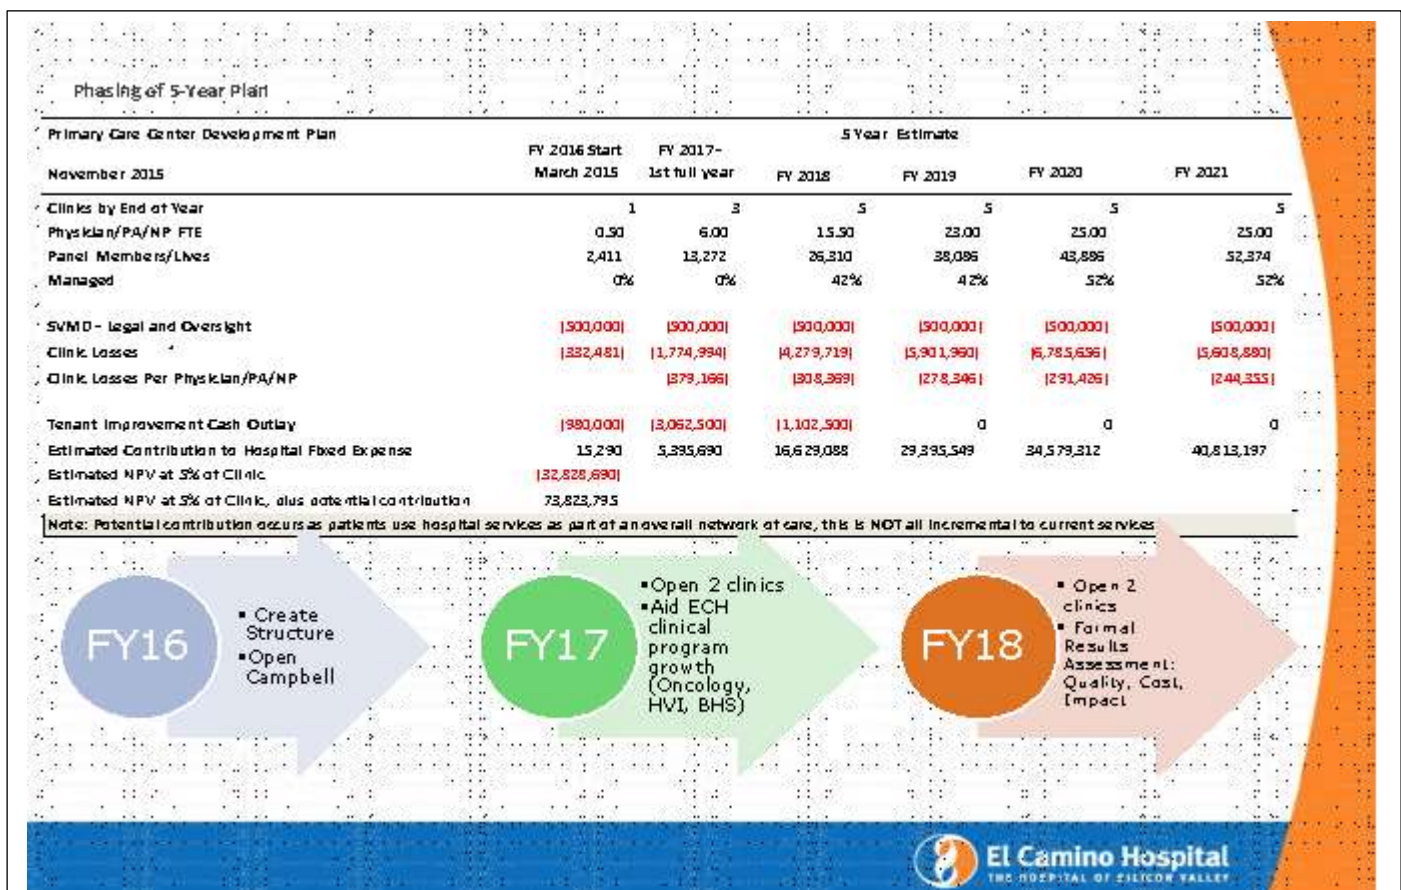 Phasing of 5-Year Plan
Primary Care Center Development Plan
5 Year Estimate
FY 2016 Start FY 2017-
November 2015 March 2015 1st full year FY 2018 FY 2019 FY 2020 FY 2021
Clinics by End of Year 1 3 5 5 5 5
Physician/PA/NP FTE 0.50 6.00 15.50 23.00 25.00 25.00
Panel Members/Lives 2,411 13,272 26,310 38,086 43,886 52,374
Managed 0% 0% 42% 42% 52% 52%
SVMD - Legal and Oversight (500,000) (500,000) (500,000) (500,000) (500,000) (500,000)
Clinic Losses (332,481) (1,774,994) (4,279,719) (5,901,960) (6,785,656) (5,608,880)
Clinic Losses Per Physician/PA/NP (379,166) (308,369) (278,346) (291,426) (244,355)
Tenant Improvement Cash Outlay (980,000) (3,062,500) (1,102,500) 0 0 0
Estimated Contribution to Hospital Fixed Expense 15,290 5,395,690 16,629,088 29,395,549 34,579,312 40,813,197
Estimated NPV at 5% of Clinic (32,828,690)
Estimated NPV at 5% of Clinic, plus potential contribution 73,823,795
Note: Potential contribution occurs as patients use hospital services as part of an overall network of care, this is NOT all incremental to current services
FY16
▪ Create
Structure
▪Open
Campbell
FY17
▪Open 2 clinics
▪Aid ECH
clinical
program
growth
(Oncology,
HVI, BHS)
FY18
▪ Open 2
clinics
▪ Formal
Results
Assessment:
Quality, Cost,
Impact
El Camino Hospital
THE HOSPITAL OF SILICON VALLEY